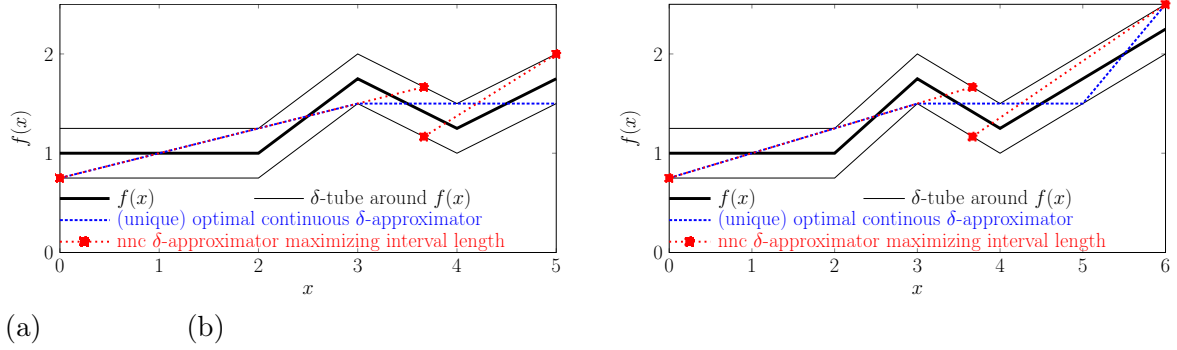 2
1
0
f(x)
f(x)
δ-tube around f(x)
(unique) optimal continous δ-approximator
nnc δ-approximator maximizing interval length
0 1 2 3 4 5
x
2
1
0
f(x)
f(x)
δ-tube around f(x)
(unique) optimal continous δ-approximator
nnc δ-approximator maximizing interval length
0 1 2 3 4 5 6
x
(a) (b)